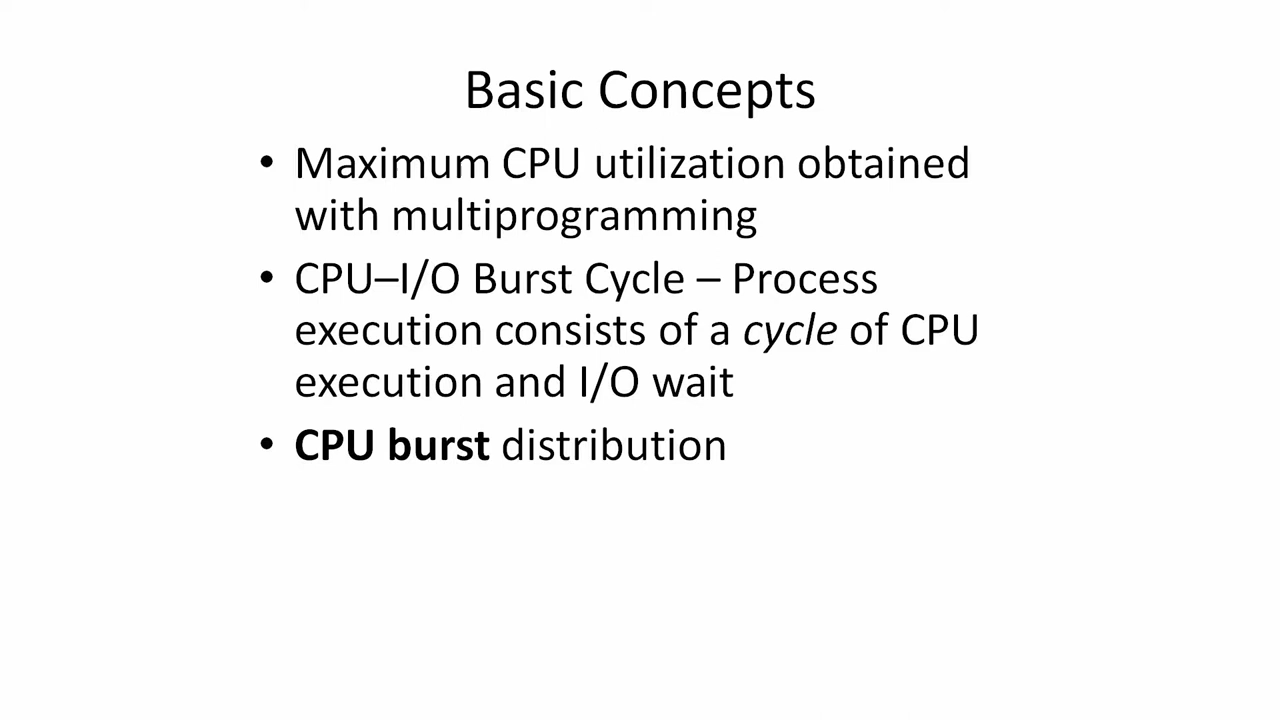 Basic Concepts
• Maximum CPU utilization obtained
with multiprogramming
• CPU–I/O Burst Cycle – Process
execution consists of a cycle of CPU
execution and I/O wait
• CPU burst distribution